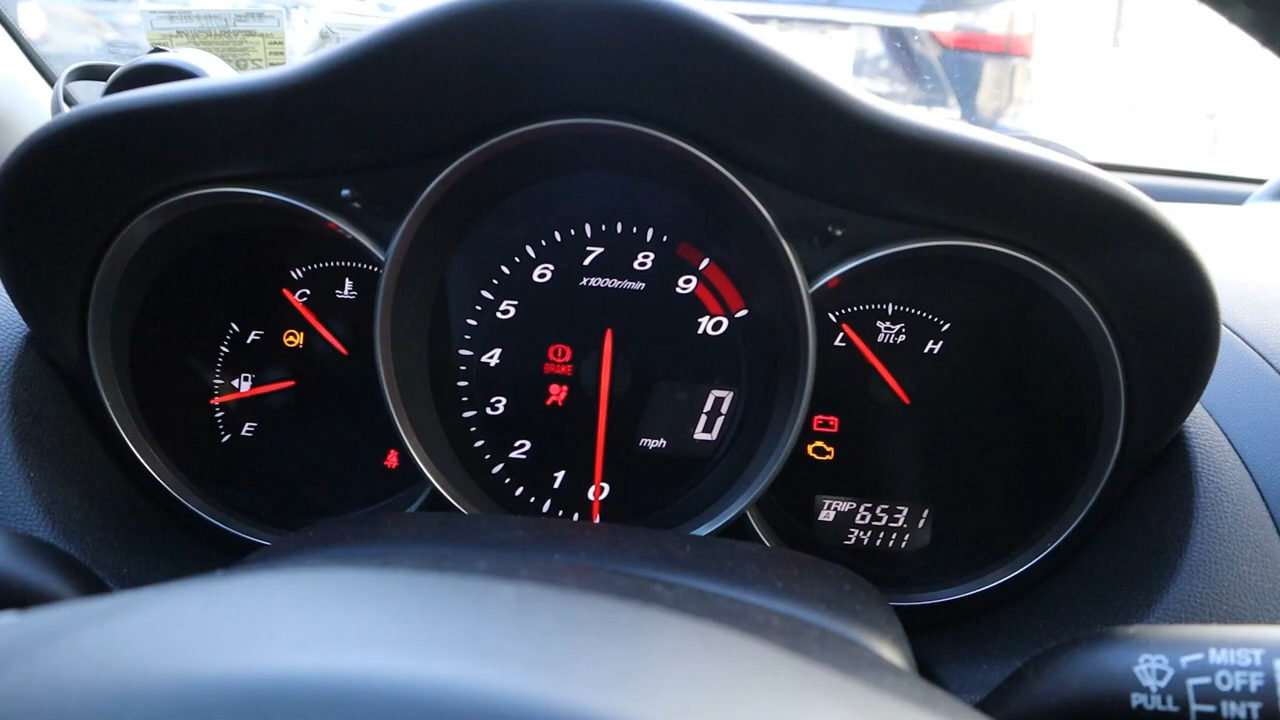 C
F
E
7
8
6
x1000r/min
9
5
10
4
BRAKE
3
2
mph
0
1
0
L
OIL-P
H
TRIP
A
653.1
34111
MIST
OFF
PULL
INT